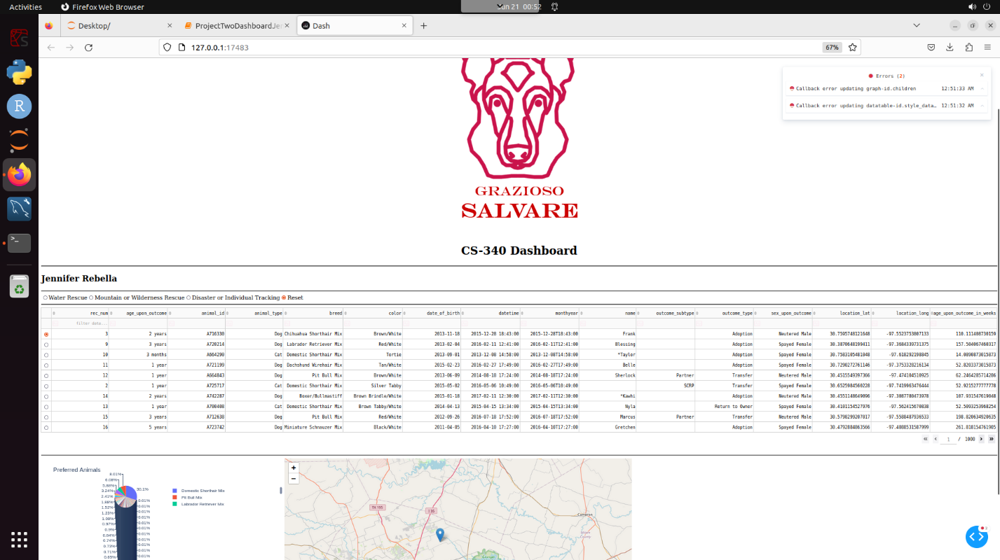 Activities Firefox Web Browser Jun 21 00:52
Desktop/ ProjectTwoDashboardJe Dash
127.0.0.1:17483 67%
Errors (2)
Callback error updating graph-id.children 12:51:33 AM
Callback error updating datatable-id.style_data… 12:51:32 AM
GRAZIOSO
SALVARE
CS-340 Dashboard
Jennifer Rebella
Water Rescue Mountain or Wilderness Rescue Disaster or Individual Tracking Reset
rec_num age_upon_outcome animal_id animal_type breed color date_of_birth datetime monthyear name outcome_subtype outcome_type sex_upon_outcome location_lat location_long age_upon_outcome_in_weeks
filter data...
3 2 years A716330 Dog Chihuahua Shorthair Mix Brown/White 2013-11-18 2015-12-28 18:43:00 2015-12-28T18:43:00 Frank Adoption Neutered Male 30.7595748121648 -97.5523753807133 110.111408730159
9 3 years A720214 Dog Labrador Retriever Mix Red/White 2013-02-04 2016-02-11 12:41:00 2016-02-11T12:41:00 Blessing Adoption Spayed Female 30.3870648199411 -97.3684339731375 157.504067460317
10 3 months A664290 Cat Domestic Shorthair Mix Tortie 2013-09-01 2013-12-08 14:58:00 2013-12-08T14:58:00 *Taylor Adoption Spayed Female 30.7583105481048 -97.618292198845 14.0890873015873
11 1 year A721199 Dog Dachshund Wirehair Mix Tan/White 2015-02-23 2016-02-27 17:49:00 2016-02-27T17:49:00 Belle Adoption Spayed Female 30.7290272761146 -97.3753328216134 52.8203373015873
12 1 year A664843 Dog Pit Bull Mix Brown/White 2013-06-09 2014-08-18 17:24:00 2014-08-18T17:24:00 Sherlock Partner Transfer Neutered Male 30.4515549397366 -97.474104510925 62.2464285714286
2 1 year A725717 Cat Domestic Shorthair Mix Silver Tabby 2015-05-02 2016-05-06 10:49:00 2016-05-06T10:49:00 SCRP Transfer Spayed Female 30.6525984560228 -97.7419963476444 52.9215277777778
14 2 years A742287 Dog Boxer/Bullmastiff Brown Brindle/White 2015-01-18 2017-02-11 12:30:00 2017-02-11T12:30:00 *Kawhi Adoption Neutered Male 30.4551148649096 -97.3087780473978 107.931547619048
13 1 year A700408 Cat Domestic Shorthair Mix Brown Tabby/White 2014-04-13 2015-04-15 13:34:00 2015-04-15T13:34:00 Nyla Return to Owner Spayed Female 30.4101154527976 -97.562415670838 52.5093253968254
15 3 years A712638 Dog Pit Bull Mix Brown/White 2012-09-26 2016-07-18 17:52:00 2016-07-18T17:52:00 Marcus Partner Transfer Neutered Male 30.5798299207017 -97.5588487936533 198.820634920635
16 5 years A723742 Dog Miniature Schnauzer Mix Black/White 2011-04-05 2016-04-10 17:27:00 2016-04-10T17:27:00 Gretchen Adoption Spayed Female 30.4792884863566 -97.4088531587999 261.818154761905
1 / 1000
Preferred Animals
8.01%
6.08%
5.88%
3.24%
2.41%
1.88%
1.52%
1.23%
1.08%
0.97%
0.9%
0.84%
0.74%
0.73%
0.71%
0.65%
30.1%
0.01%
0.01%
0.01%
0.01%
0.01%
0.01%
0.01%
0.01%
0.01%
0.01%
0.01%
Domestic Shorthair Mix
Pit Bull Mix
Labrador Retriever Mix
+
−
TX 195
I 35
Cameron
County